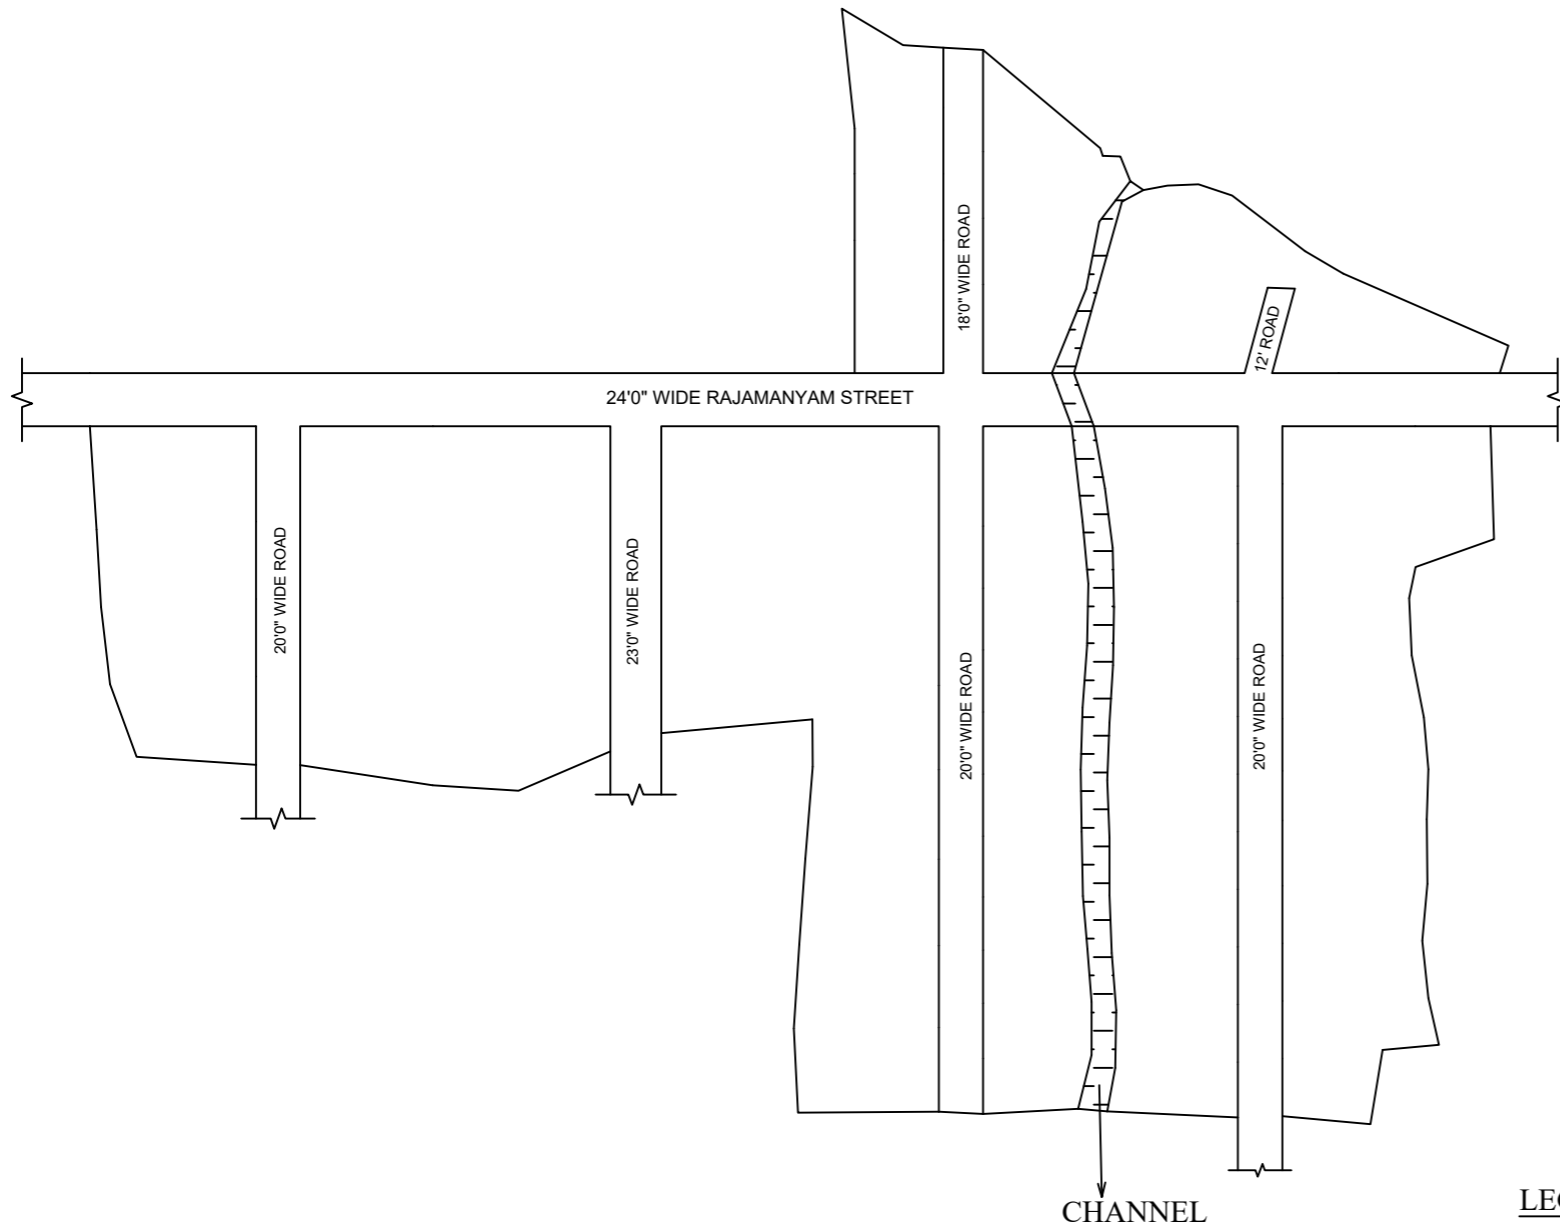 18'0" WIDE ROAD
12' ROAD
24'0" WIDE RAJAMANYAM STREET
20'0" WIDE ROAD
23'0" WIDE ROAD
20'0" WIDE ROAD
20'0" WIDE ROAD
CHANNEL